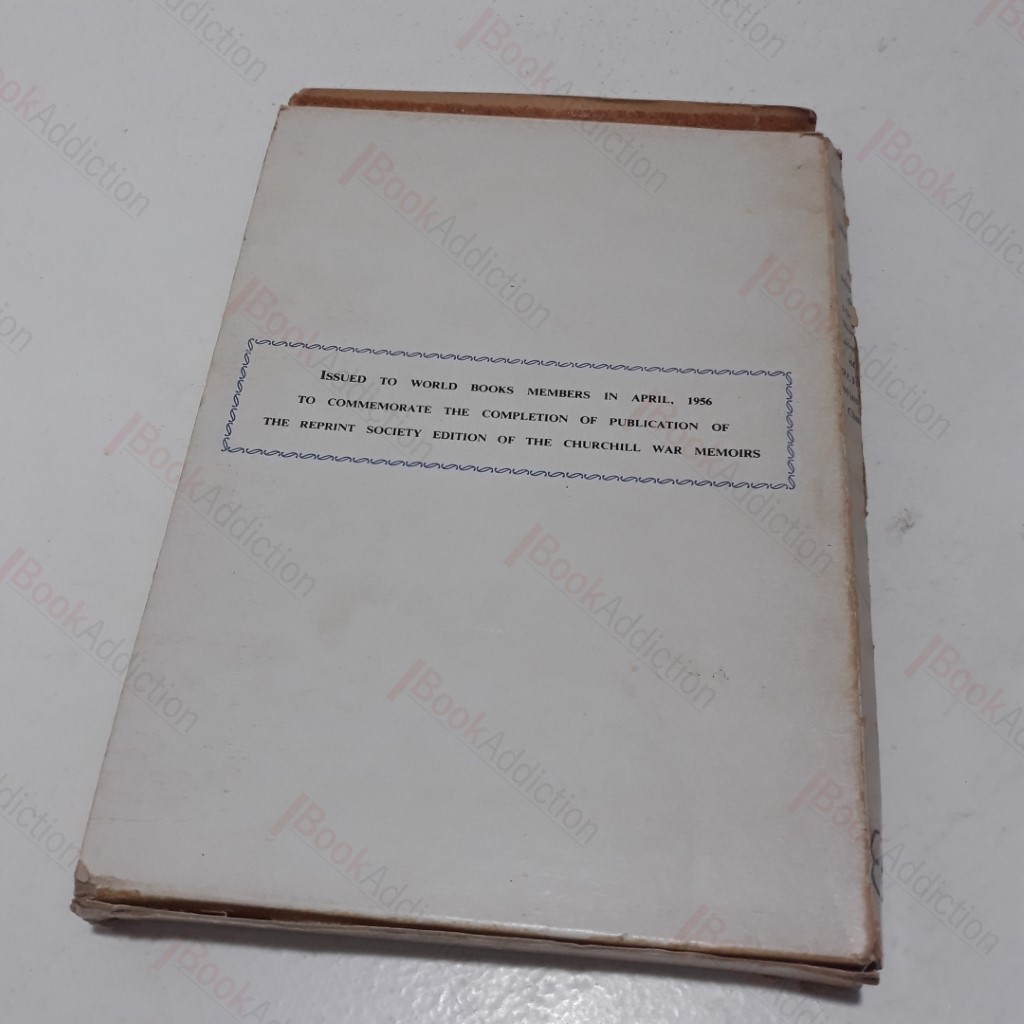 ISSUED TO WORLD BOOKS MEMBERS IN APRIL, 1956
TO COMMEMORATE THE COMPLETION OF PUBLICATION OF
THE REPRINT SOCIETY EDITION OF THE CHURCHILL WAR MEMOIRS
BookAddiction